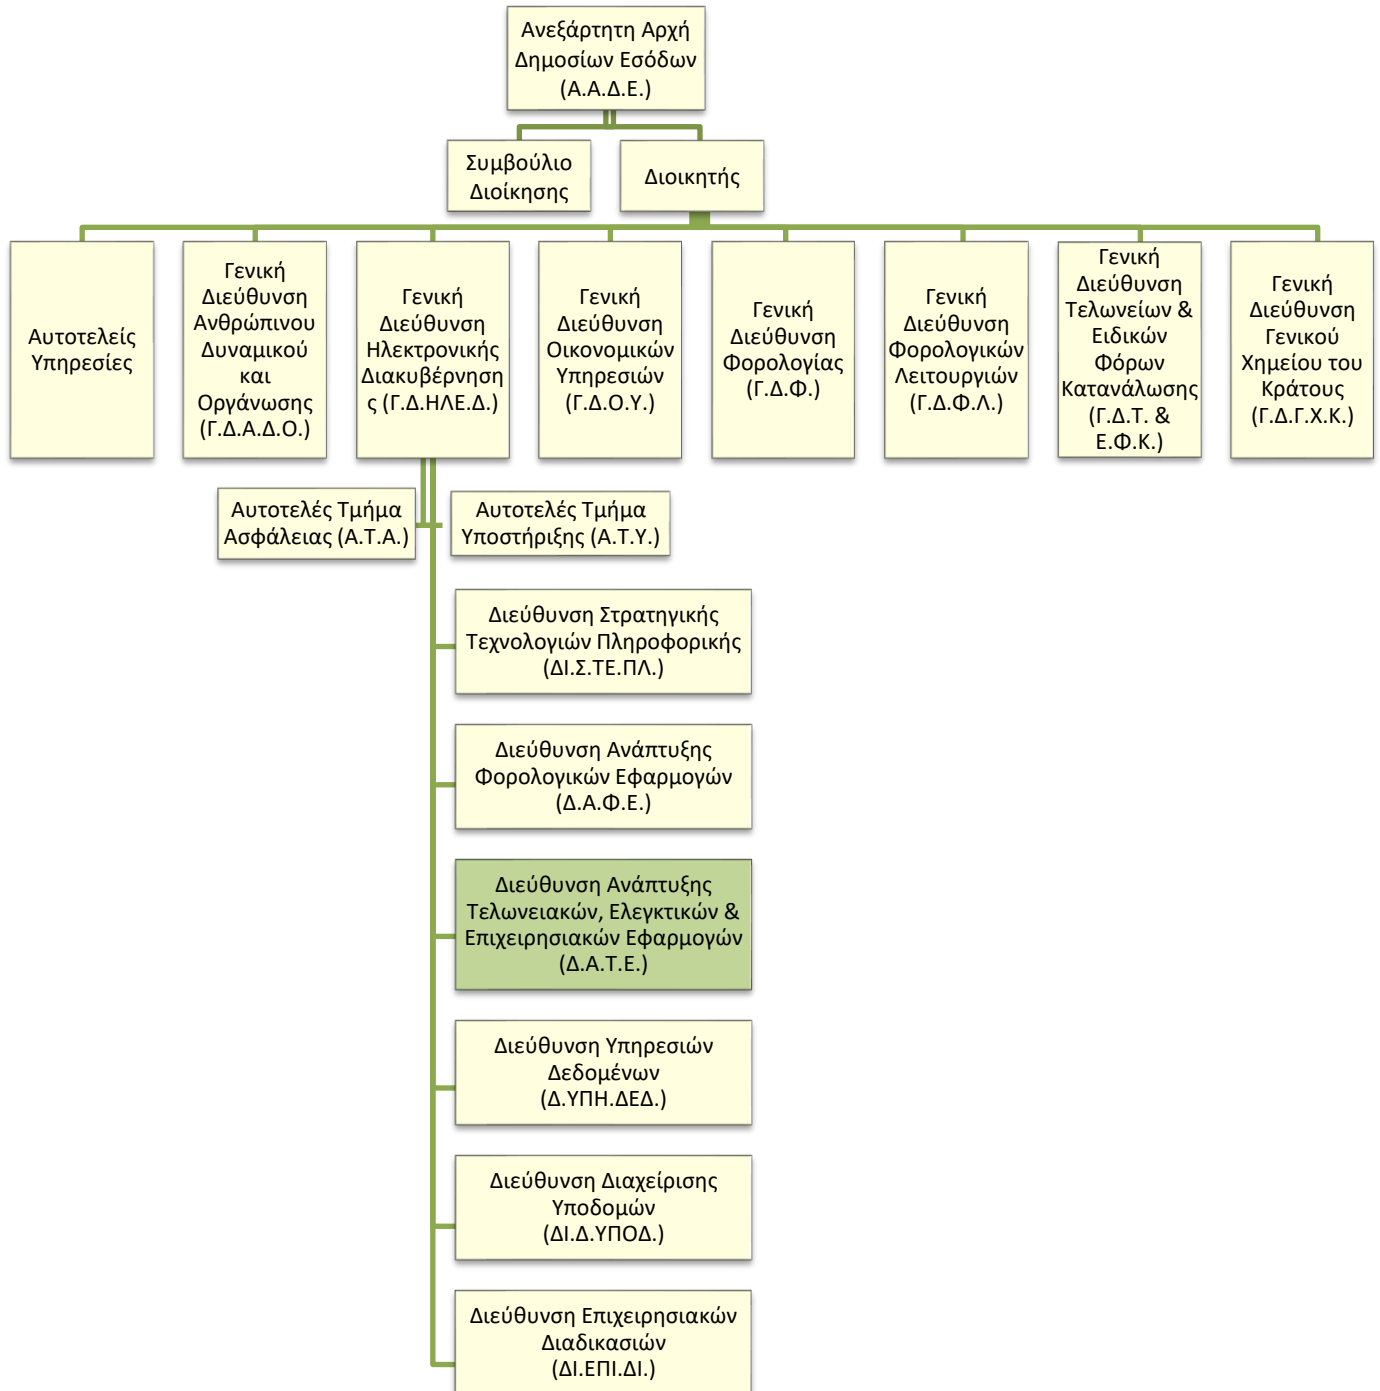 Ανεξάρτητη Αρχή
Δημοσίων Εσόδων
(Α.Α.Δ.Ε.)
Συμβούλιο
Διοίκησης
Διοικητής
Αυτοτελείς
Υπηρεσίες
Γενική
Διεύθυνση
Ανθρώπινου
Δυναμικού
και
Οργάνωσης
(Γ.Δ.Α.Δ.Ο.)
Γενική
Διεύθυνση
Ηλεκτρονικής
Διακυβέρνηση
ς (Γ.Δ.ΗΛΕ.Δ.)
Γενική
Διεύθυνση
Οικονομικών
Υπηρεσιών
(Γ.Δ.Ο.Υ.)
Γενική
Διεύθυνση
Φορολογίας
(Γ.Δ.Φ.)
Γενική
Διεύθυνση
Φορολογικών
Λειτουργιών
(Γ.Δ.Φ.Λ.)
Γενική
Διεύθυνση
Τελωνείων &
Ειδικών
Φόρων
Κατανάλωσης
(Γ.Δ.Τ. &
Ε.Φ.Κ.)
Γενική
Διεύθυνση
Γενικού
Χημείου του
Κράτους
(Γ.Δ.Γ.Χ.Κ.)
Αυτοτελές Τμήμα
Ασφάλειας (Α.Τ.Α.)
Αυτοτελές Τμήμα
Υποστήριξης (Α.Τ.Υ.)
Διεύθυνση Στρατηγικής
Τεχνολογιών Πληροφορικής
(ΔΙ.Σ.ΤΕ.ΠΛ.)
Διεύθυνση Ανάπτυξης
Φορολογικών Εφαρμογών
(Δ.Α.Φ.Ε.)
Διεύθυνση Ανάπτυξης
Τελωνειακών, Ελεγκτικών &
Επιχειρησιακών Εφαρμογών
(Δ.Α.Τ.Ε.)
Διεύθυνση Υπηρεσιών
Δεδομένων
(Δ.ΥΠΗ.ΔΕΔ.)
Διεύθυνση Διαχείρισης
Υποδομών
(ΔΙ.Δ.ΥΠΟΔ.)
Διεύθυνση Επιχειρησιακών
Διαδικασιών
(ΔΙ.ΕΠΙ.ΔΙ.)